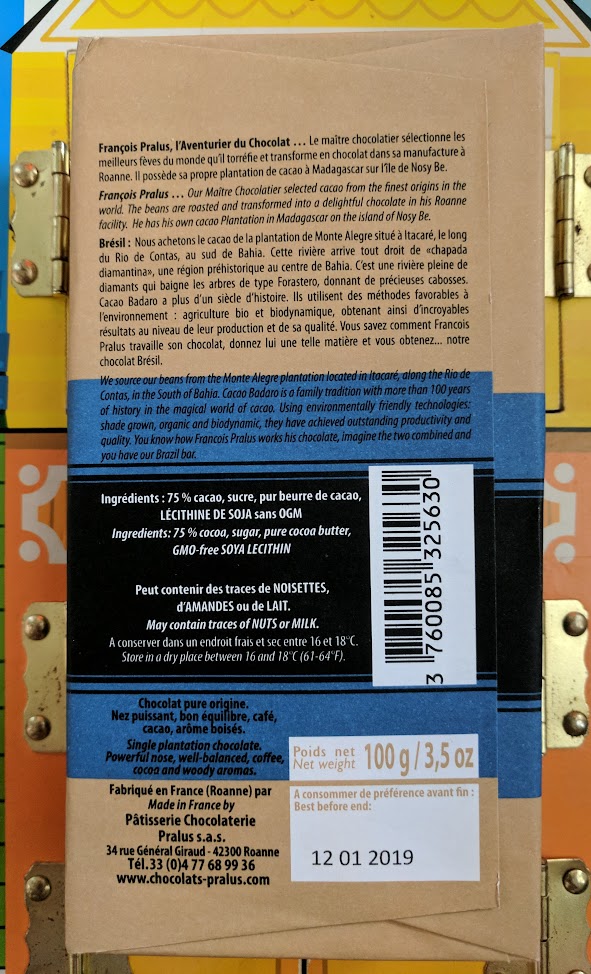 François Pralus, l'Aventurier du Chocolat ... Le maître chocolatier sélectionne les
meilleurs fèves du monde qu'il torréfie et transforme en chocolat dans sa manufacture à
Roanne. Il possède sa propre plantation de cacao à Madagascar sur l'île de Nosy Be.
François Pralus ... Our Maître Chocolatier selected cacao from the finest origins in the
world. The beans are roasted and transformed into a delightful chocolate in his Roanne
facility. He has his own cacao Plantation in Madagascar on the island of Nosy Be.
Brésil : Nous achetons le cacao de la plantation de Monte Alegre situé à Itacaré, le long
du Rio de Contas, au sud de Bahia. Cette rivière arrive tout droit de «chapada
diamantina», une région préhistorique au centre de Bahia. C'est une rivière pleine de
diamants qui baigne les arbres de type Forastero, donnant de précieuses cabosses.
Cacao Badaro a plus d'un siècle d'histoire. Ils utilisent des méthodes favorables à
l'environnement : agriculture bio et biodynamique, obtenant ainsi d'incroyables
résultats au niveau de leur production et de sa qualité. Vous savez comment Francois
Pralus travaille son chocolat, donnez lui une telle matière et vous obtenez... notre
chocolat Brésil.
We source our beans from the Monte Alegre plantation located in Itacaré, along the Rio de
Contas, in the South of Bahia. Cacao Badaro is a family tradition with more than 100 years
of history in the magical world of cacao. Using environmentally friendly technologies:
shade grown, organic and biodynamic, they have achieved outstanding productivity and
quality. You know how Francois Pralus works his chocolate, imagine the two combined and
you have our Brazil bar.
Ingrédients : 75 % cacao, sucre, pur beurre de cacao,
LÉCITHINE DE SOJA sans OGM
Ingredients: 75 % cocoa, sugar, pure cocoa butter,
GMO-free SOYA LECITHIN
Peut contenir des traces de NOISETTES,
d'AMANDES ou de LAIT.
May contain traces of NUTS or MILK.
A conserver dans un endroit frais et sec entre 16 et 18°C.
Store in a dry place between 16 and 18°C (61-64°F).
3 760085 325630
Chocolat pure origine.
Nez puissant, bon équilibre, café,
cacao, arôme boisés.
Single plantation chocolate.
Powerful nose, well-balanced, coffee,
cocoa and woody aromas.
Poids net
Net weight 100 g / 3,5 oz
Fabriqué en France (Roanne) par
Made in France by
Pâtisserie Chocolaterie
Pralus s.a.s.
34 rue Général Giraud - 42300 Roanne
Tél.33 (0)4 77 68 99 36
www.chocolats-pralus.com
A consommer de préférence avant fin :
Best before end:
12 01 2019